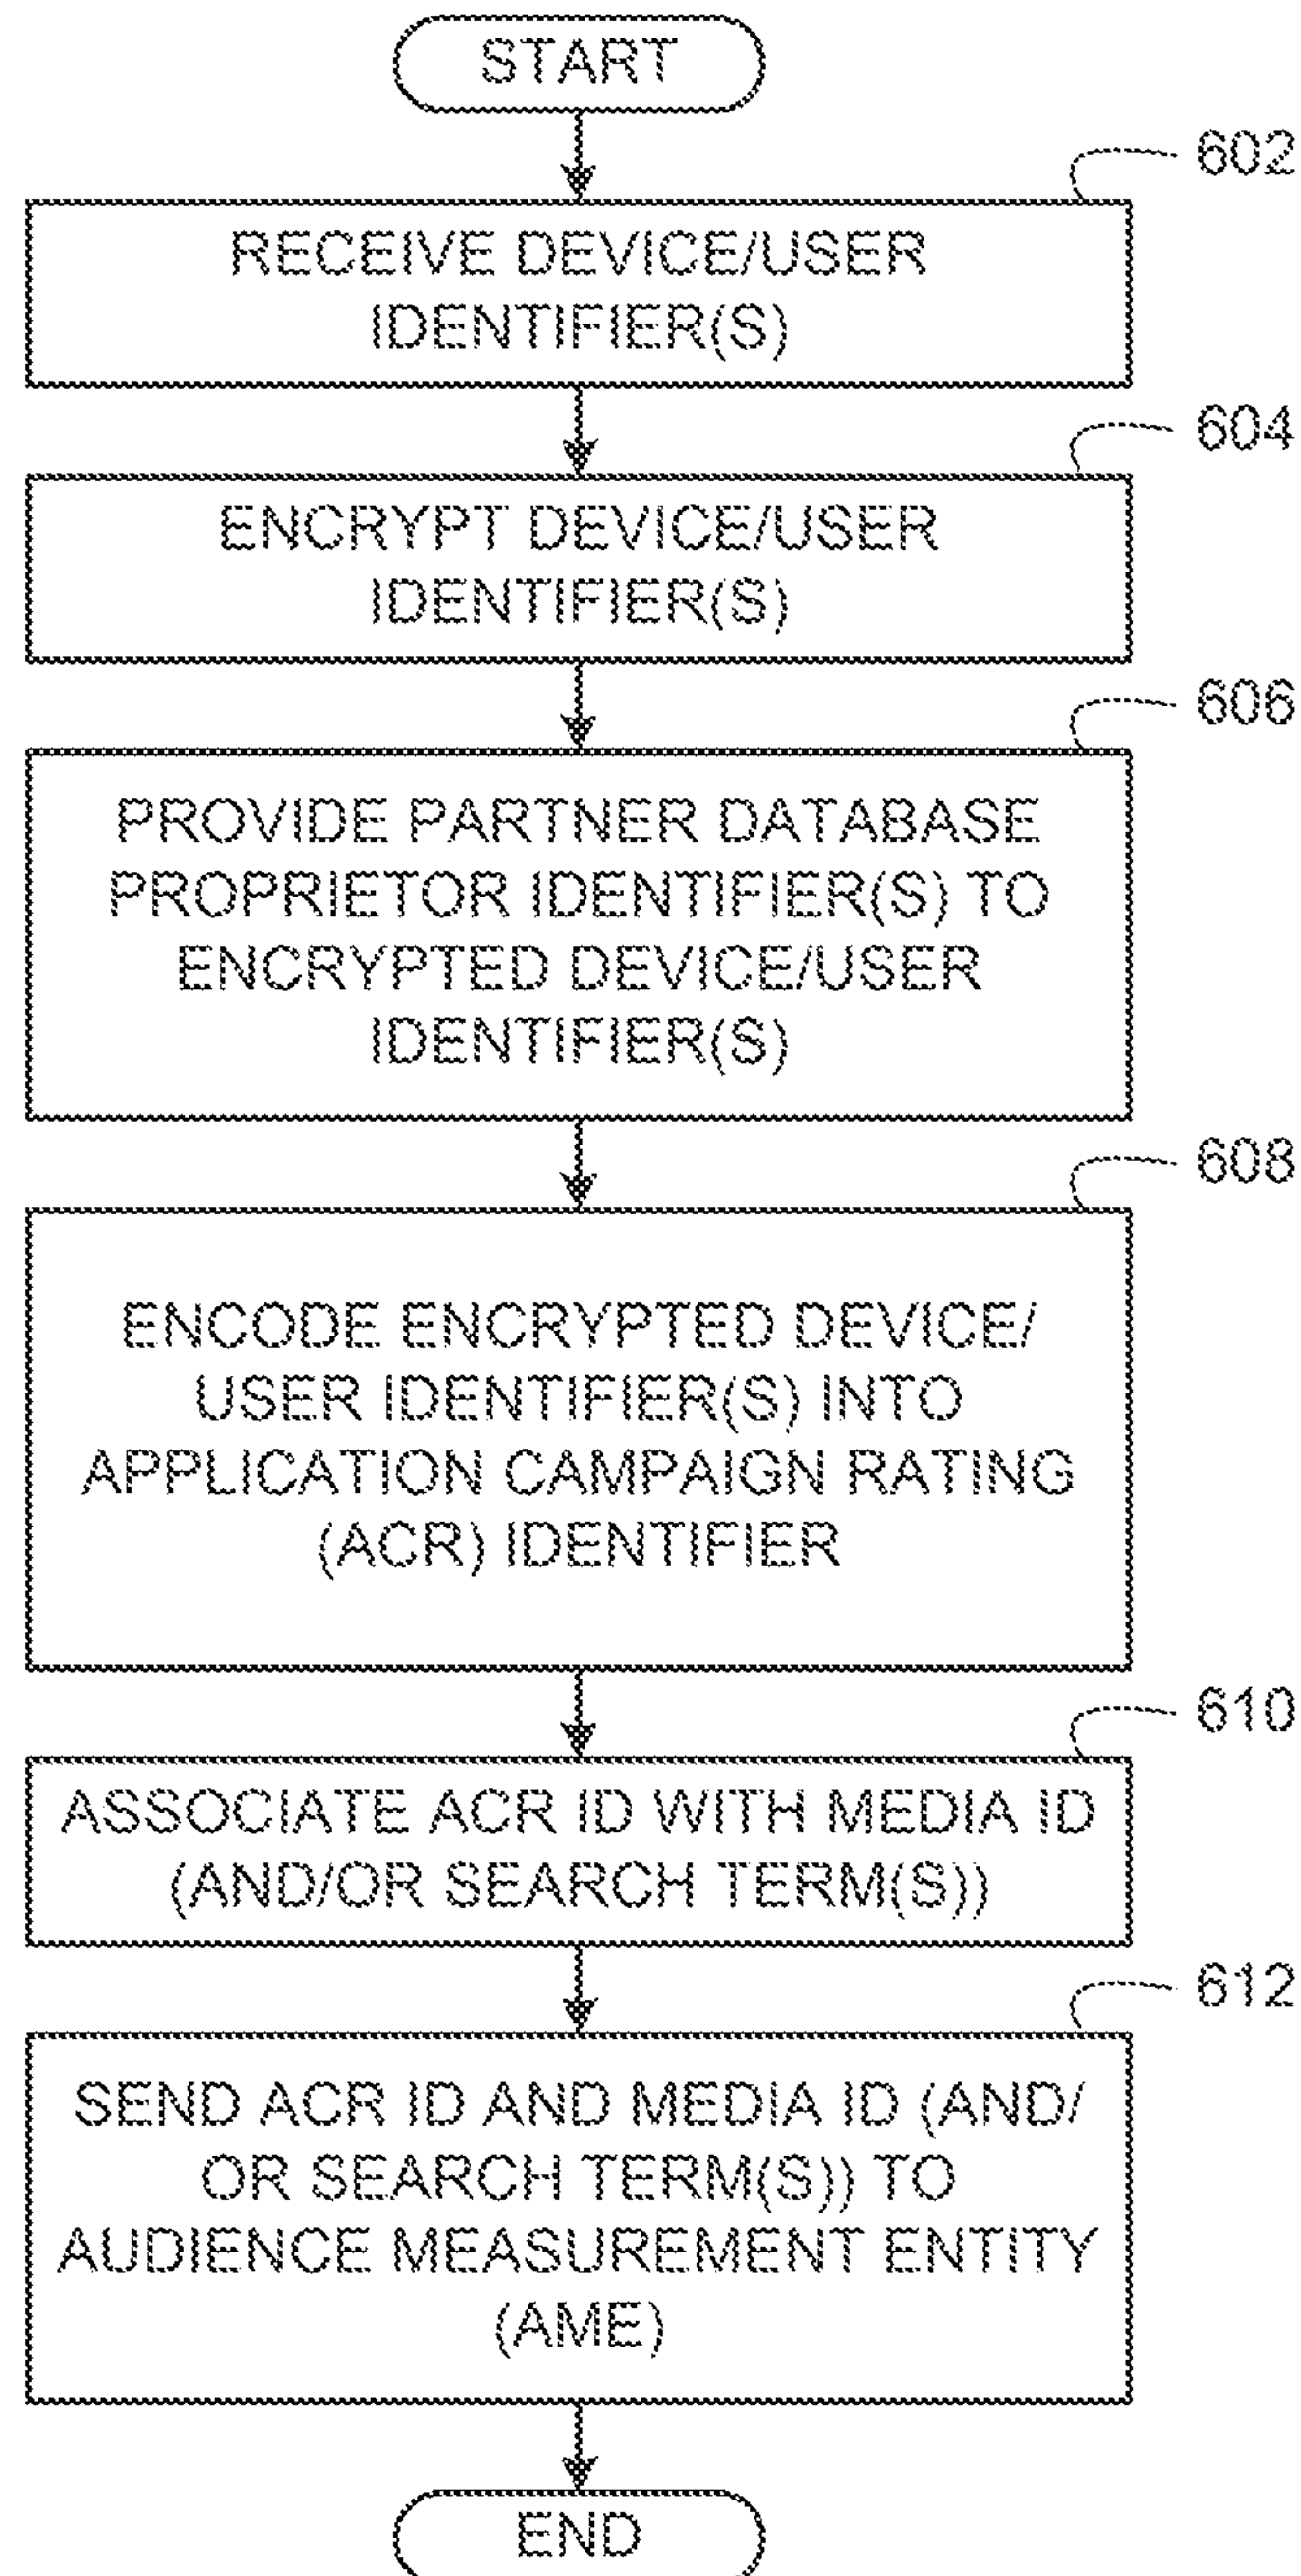 START
602
RECEIVE DEVICE/USER
IDENTIFIER(S)
604
ENCRYPT DEVICE/USER
IDENTIFIER(S)
606
PROVIDE PARTNER DATABASE
PROPRIETOR IDENTIFIER(S) TO
ENCRYPTED DEVICE/USER
IDENTIFIER(S)
608
ENCODE ENCRYPTED DEVICE/
USER IDENTIFIER(S) INTO
APPLICATION CAMPAIGN RATING
(ACR) IDENTIFIER
610
ASSOCIATE ACR ID WITH MEDIA ID
(AND/OR SEARCH TERM(S))
612
SEND ACR ID AND MEDIA ID (AND/
OR SEARCH TERM(S)) TO
AUDIENCE MEASUREMENT ENTITY
(AME)
END